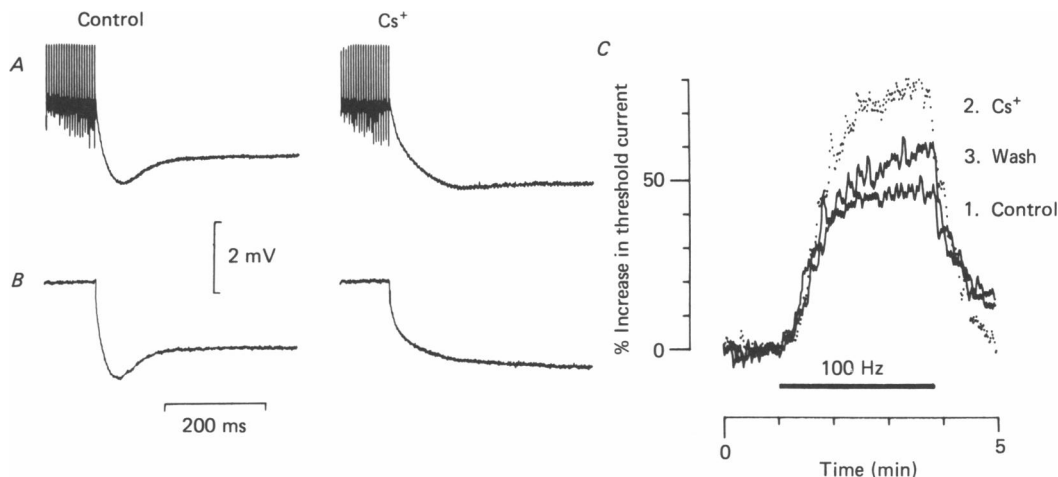 Control
Cs⁺
A
C
2. Cs⁺
3. Wash
1. Control
50
0
% Increase in threshold current
2 mV
B
100 Hz
200 ms
0
5
Time (min)